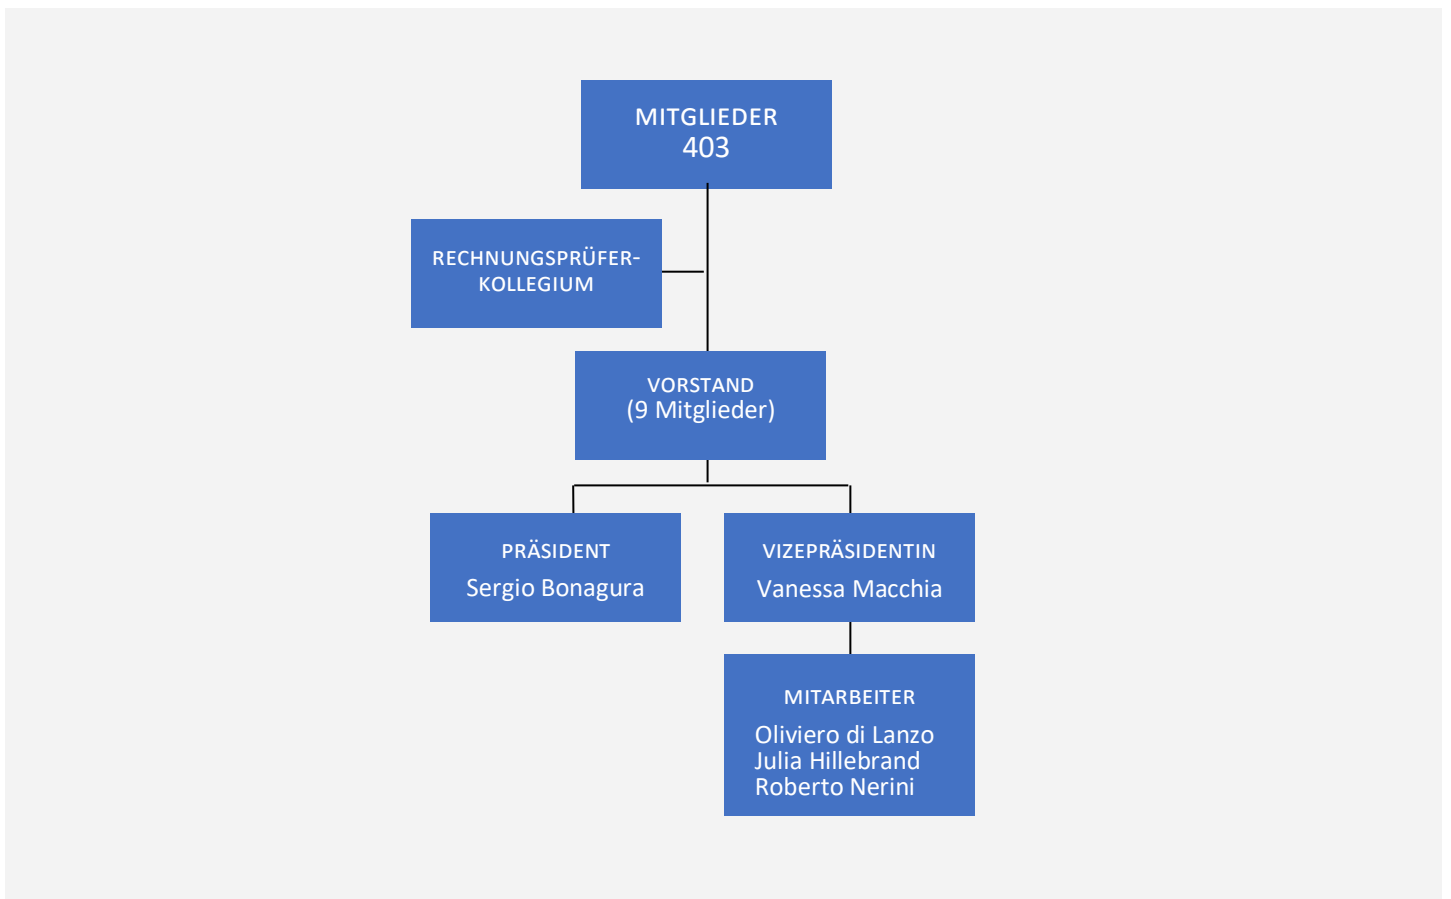 MITGLIEDER
403
RECHNUNGSPRÜFER-
KOLLEGIUM
VORSTAND
(9 Mitglieder)
PRÄSIDENT
Sergio Bonagura
VIZEPRÄSIDENTIN
Vanessa Macchia
MITARBEITER
Oliviero di Lanzo
Julia Hillebrand
Roberto Nerini